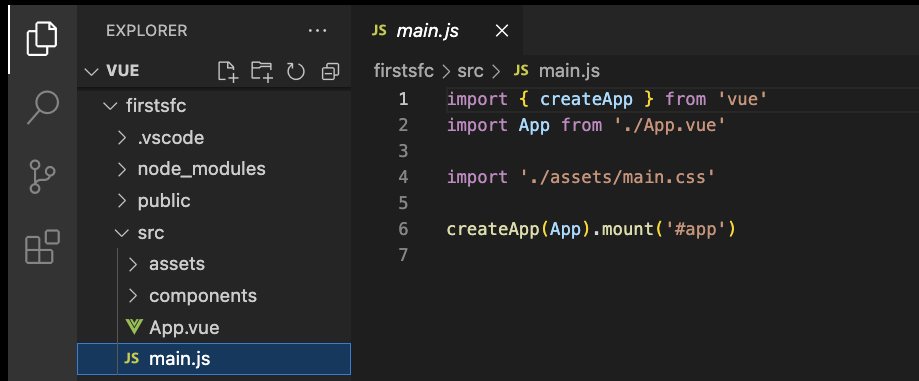 EXPLORER
VUE
firstsfc
.vscode
node_modules
public
src
assets
components
App.vue
JS main.js
JS main.js
firstsfc > src > JS main.js
1 import { createApp } from 'vue'
2 import App from './App.vue'
3
4 import './assets/main.css'
5
6 createApp(App).mount('#app')
7